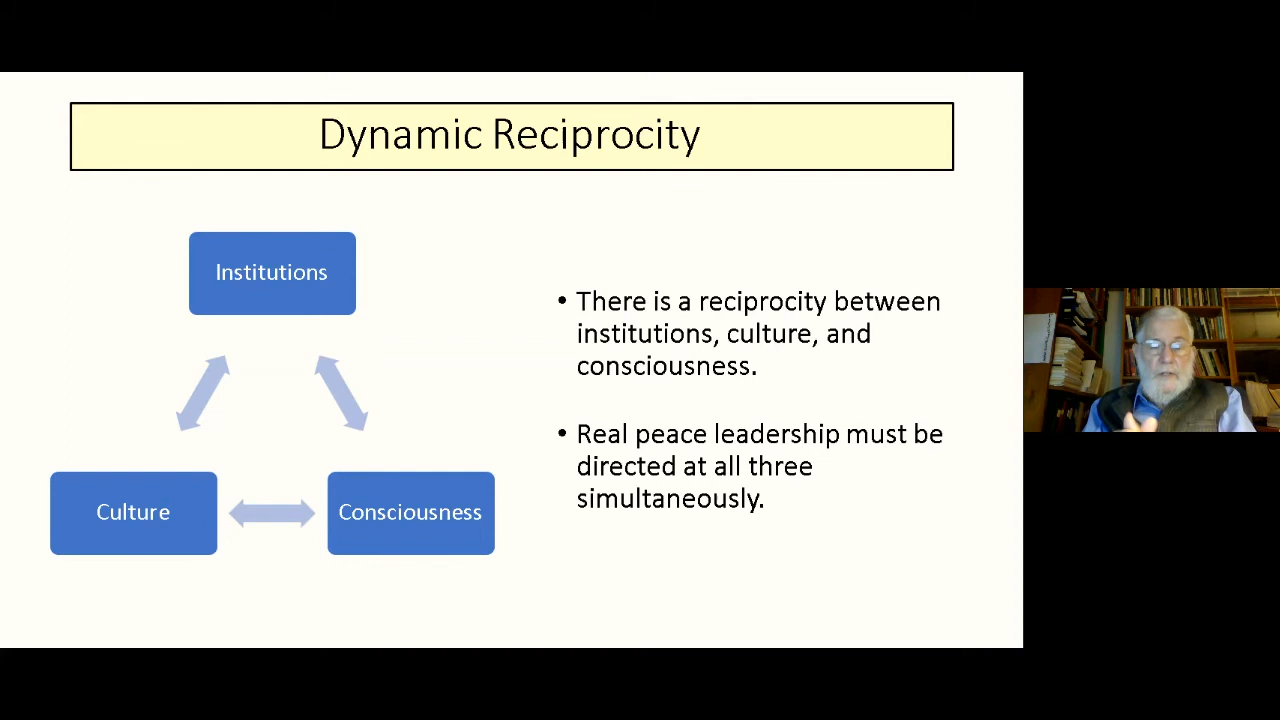 Dynamic Reciprocity
Institutions
Culture
Consciousness
• There is a reciprocity between
institutions, culture, and
consciousness.
• Real peace leadership must be
directed at all three
simultaneously.